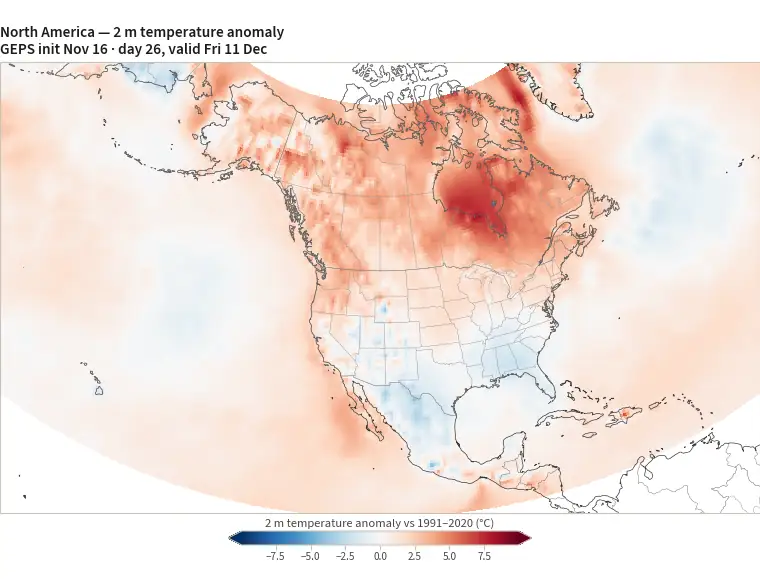 North America — 2 m temperature anomaly
GEPS init Nov 16 · day 26, valid Fri 11 Dec
2 m temperature anomaly vs 1991–2020 (°C)
−7.5 −5.0 −2.5 0.0 2.5 5.0 7.5